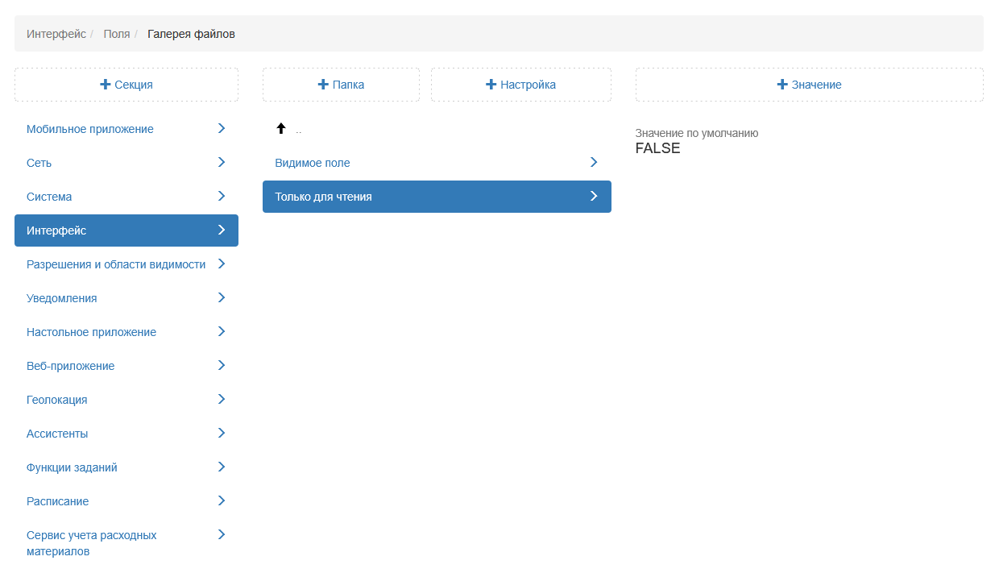 Интерфейс / Поля / Галерея файлов
Секция
Папка
Настройка
Значение
Мобильное приложение
Сеть
Система
Интерфейс
Разрешения и области видимости
Уведомления
Настольное приложение
Веб-приложение
Геолокация
Ассистенты
Функции заданий
Расписание
Сервис учета расходных
материалов
..
Видимое поле
Только для чтения
Значение по умолчанию
FALSE